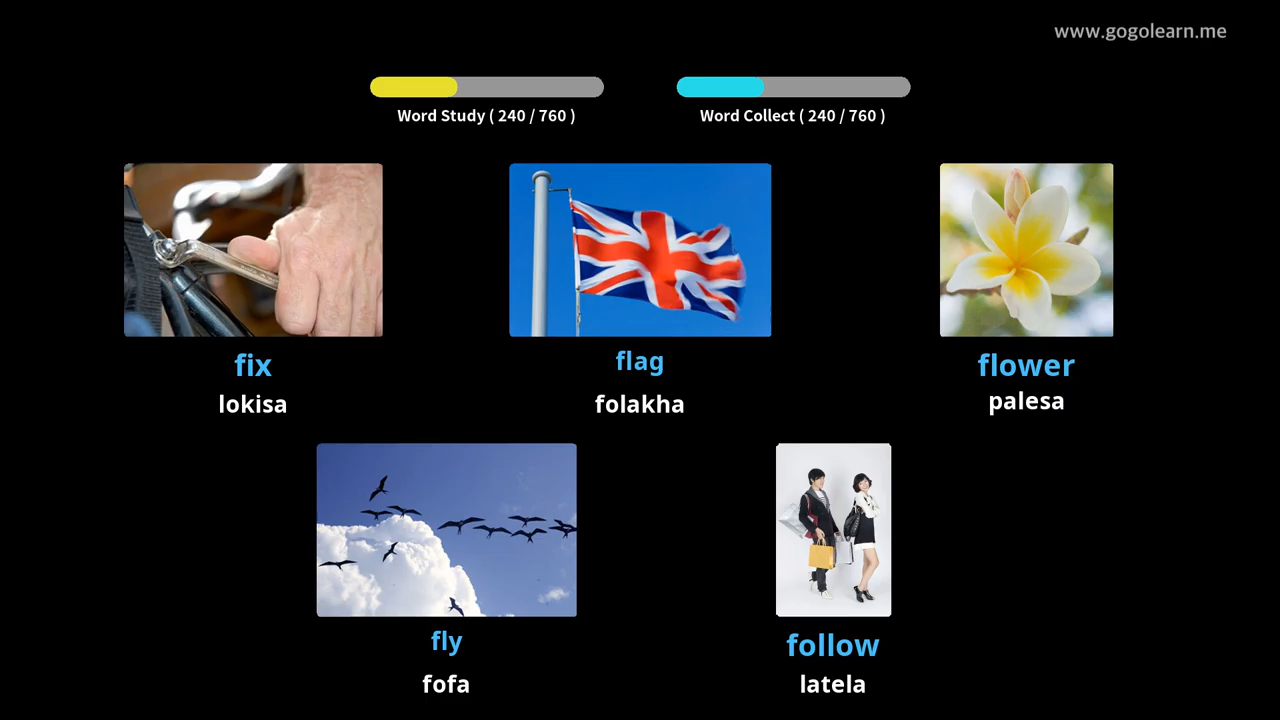 www.gogolearn.me
Word Study ( 240 / 760 )
Word Collect ( 240 / 760 )
fix
lokisa
flag
folakha
flower
palesa
fly
fofa
follow
latela